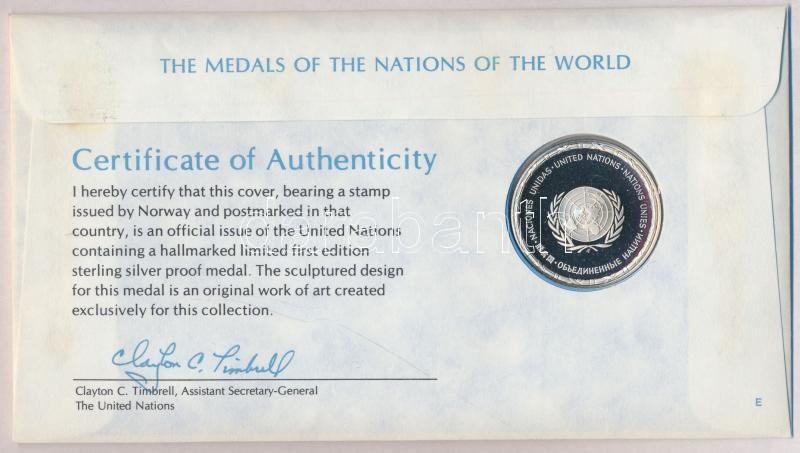 THE MEDALS OF THE NATIONS OF THE WORLD
Certificate of Authenticity
I hereby certify that this cover, bearing a stamp
issued by Norway and postmarked in that
country, is an official issue of the United Nations
containing a hallmarked limited first edition
sterling silver proof medal. The sculptured design
for this medal is an original work of art created
exclusively for this collection.
Clayton C. Timbrell
Clayton C. Timbrell, Assistant Secretary-General
The United Nations
NACIONES UNIDAS · UNITED NATIONS · NATIONS UNIES
· ОБЪЕДИНЕННЫЕ НАЦИИ ·
E